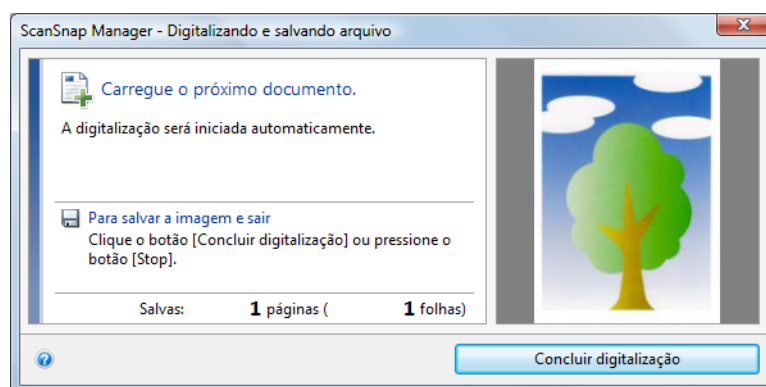 ScanSnap Manager - Digitalizando e salvando arquivo
Carregue o próximo documento.
A digitalização será iniciada automaticamente.
Para salvar a imagem e sair
Clique o botão [Concluir digitalização] ou pressione o
botão [Stop].
Salvas: 1 páginas ( 1 folhas)
Concluir digitalização